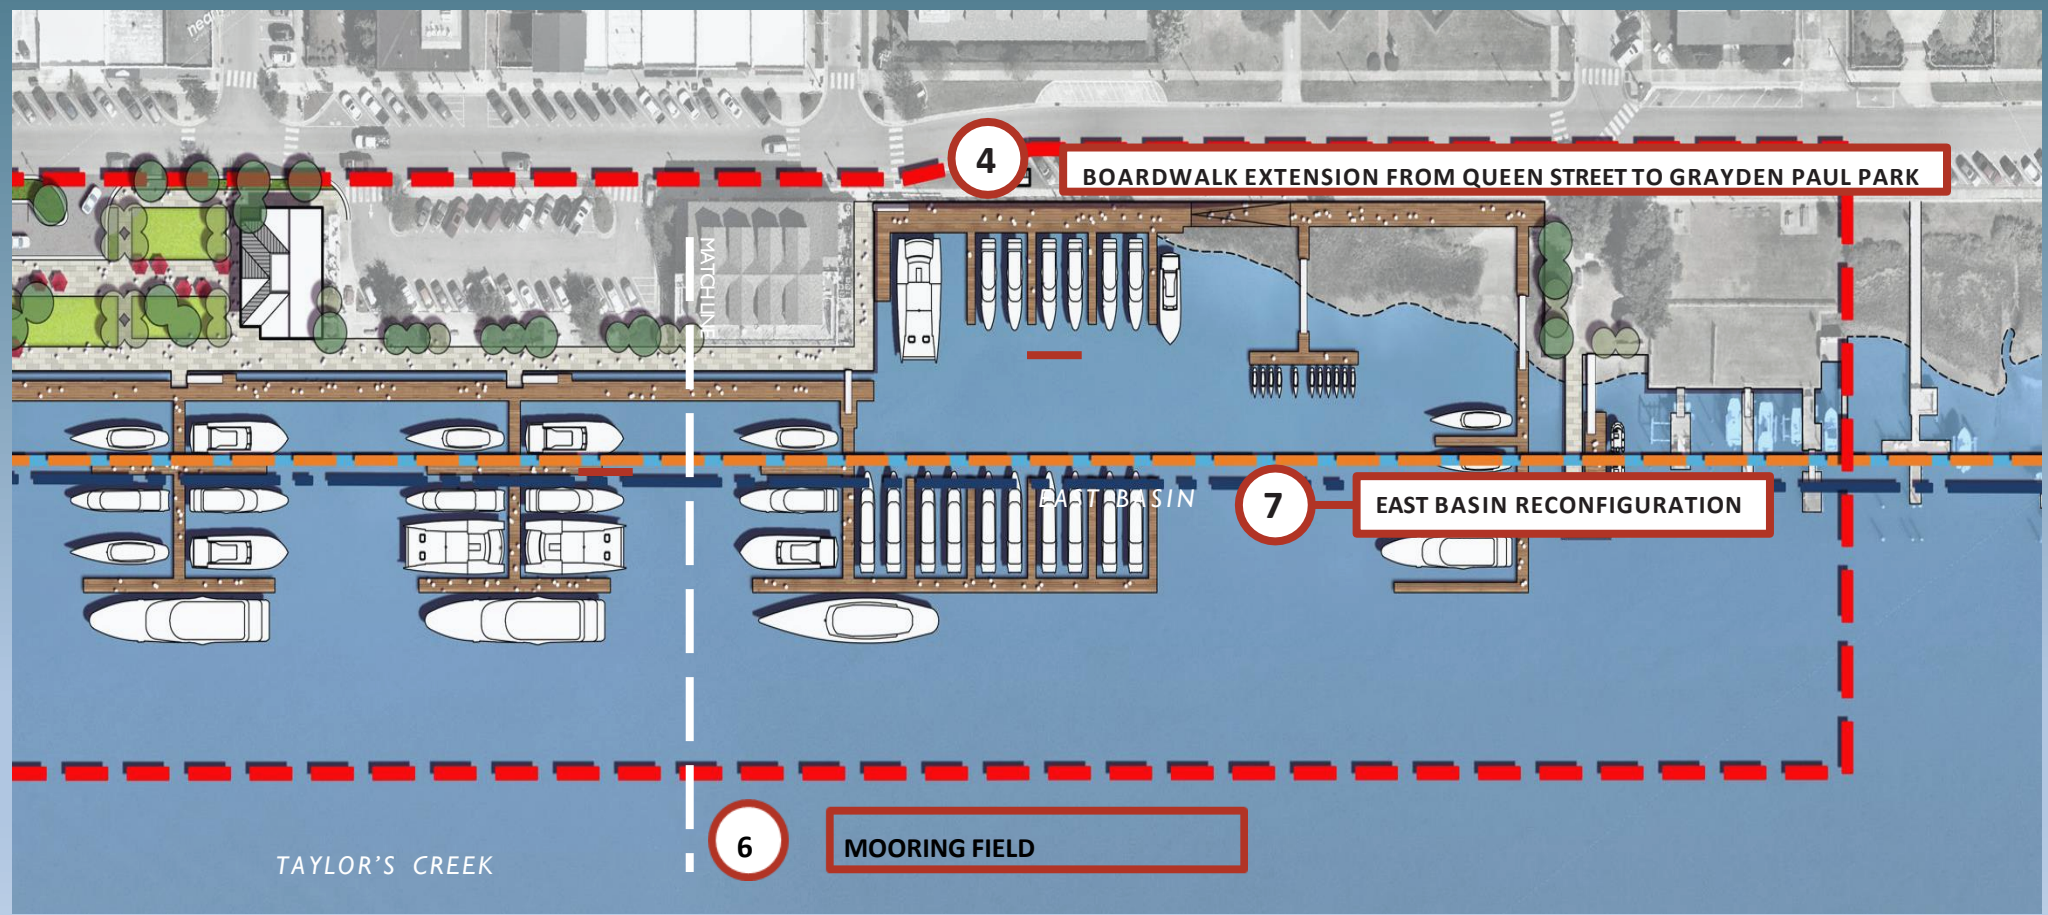 4
BOARDWALK EXTENSION FROM QUEEN STREET TO GRAYDEN PAUL PARK
MATCHLINE
EAST BASIN
7
EAST BASIN RECONFIGURATION
6
MOORING FIELD
TAYLOR'S CREEK